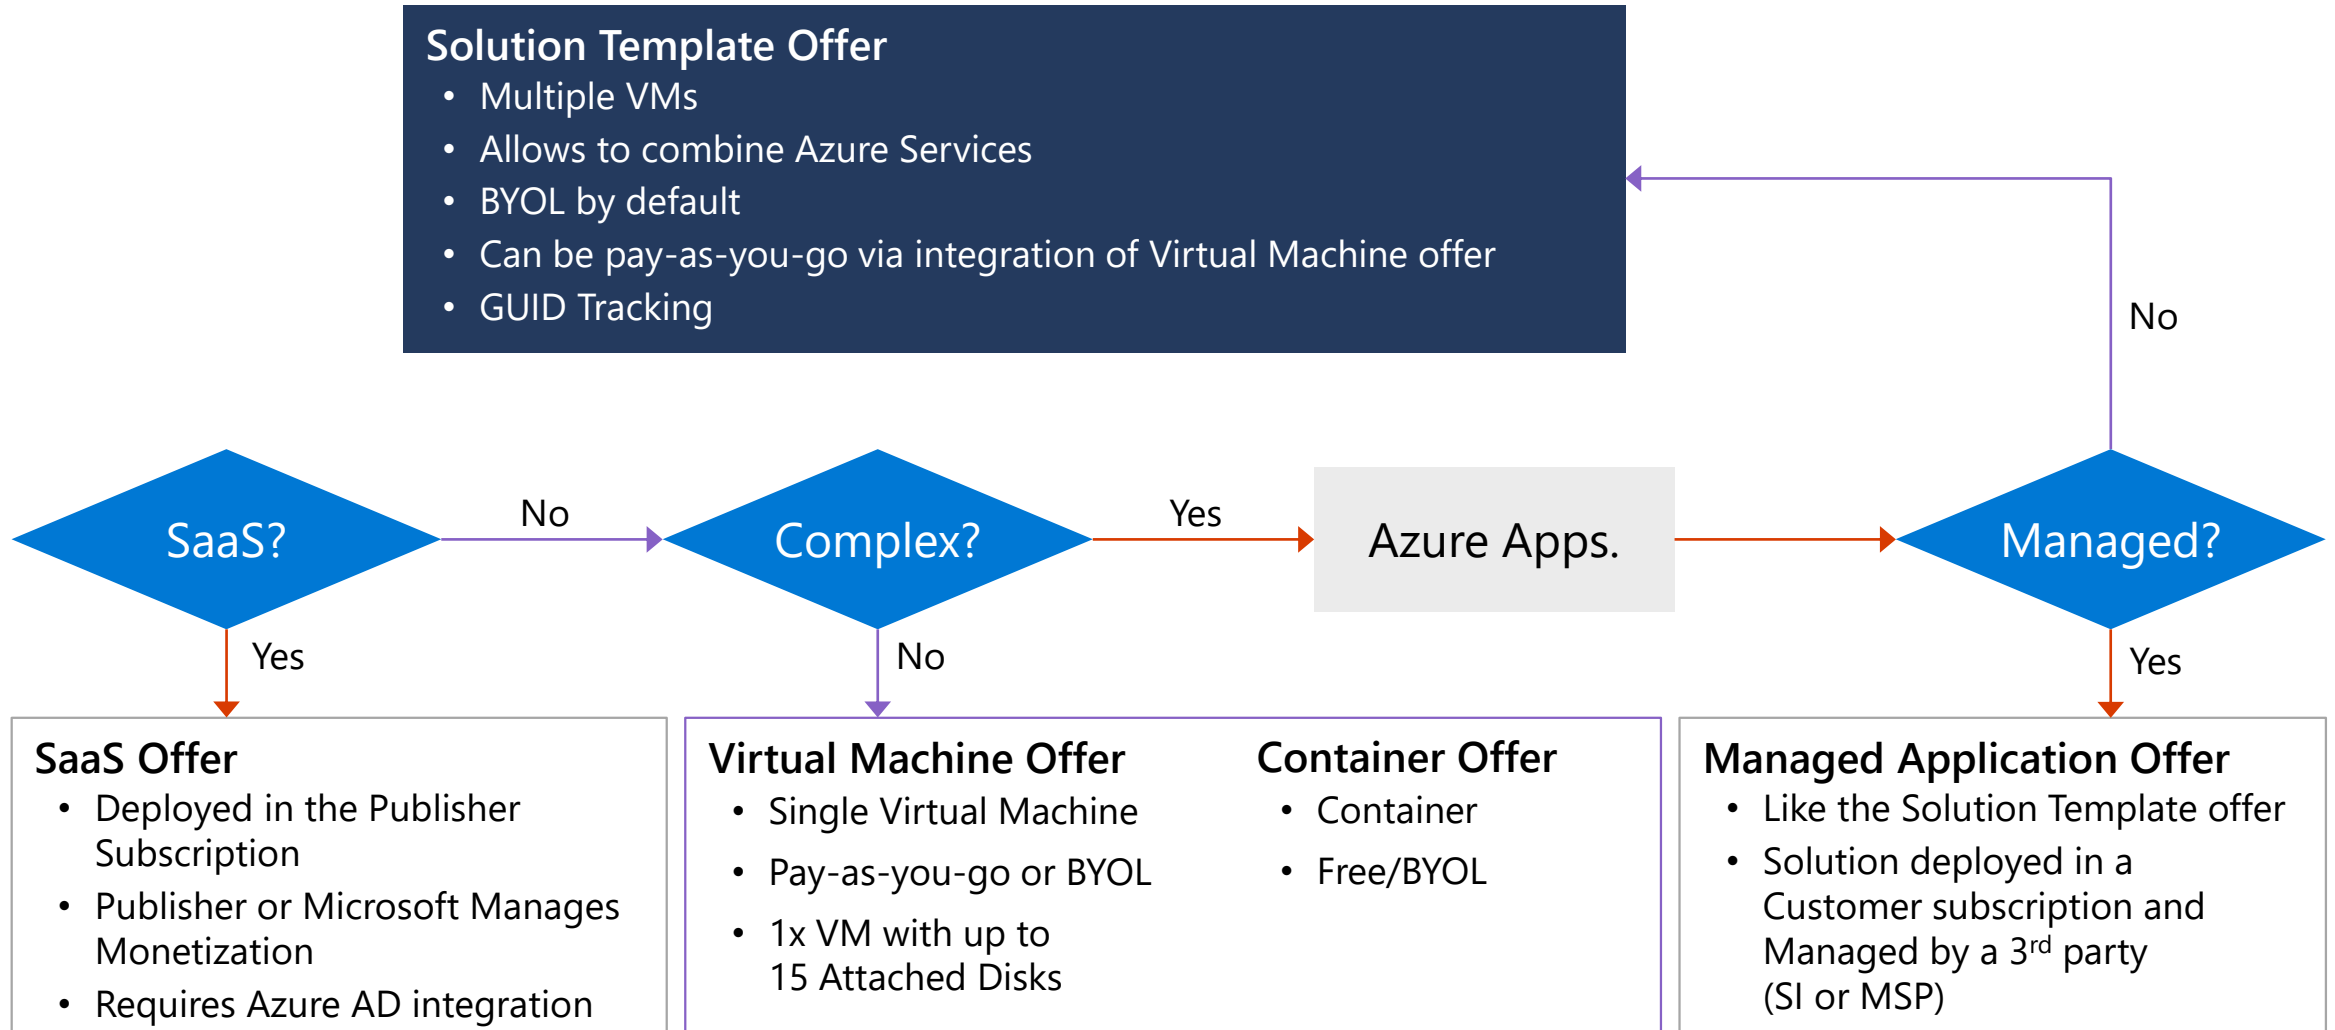 Solution Template Offer
• Multiple VMs
• Allows to combine Azure Services
• BYOL by default
• Can be pay-as-you-go via integration of Virtual Machine offer
• GUID Tracking
No
SaaS?
No
Complex?
Yes
Azure Apps.
Managed?
Yes
No
Yes
SaaS Offer
• Deployed in the Publisher
Subscription
• Publisher or Microsoft Manages
Monetization
• Requires Azure AD integration
Virtual Machine Offer
• Single Virtual Machine
• Pay-as-you-go or BYOL
• 1x VM with up to
15 Attached Disks
Container Offer
• Container
• Free/BYOL
Managed Application Offer
• Like the Solution Template offer
• Solution deployed in a
Customer subscription and
Managed by a 3rd party
(SI or MSP)